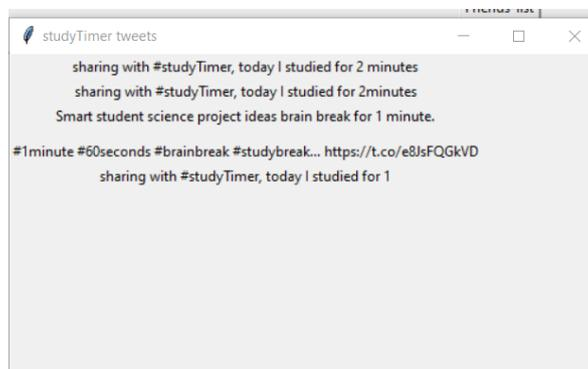 Friends' list
studyTimer tweets
sharing with #studyTimer, today I studied for 2 minutes
sharing with #studyTimer, today I studied for 2minutes
Smart student science project ideas brain break for 1 minute.
#1minute #60seconds #brainbreak #studybreak... https://t.co/e8JsFQGkVD
sharing with #studyTimer, today I studied for 1